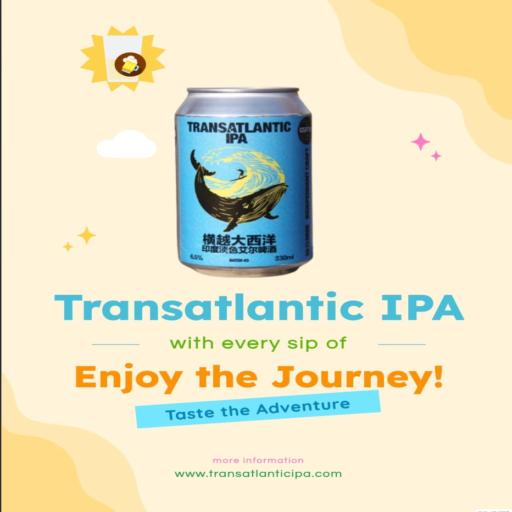 TRANSATLANTIC
IPA
横越大西洋
印度淡色艾尔啤酒
6.5%
330ml
Transatlantic IPA
with every sip of
Enjoy the Journey!
Taste the Adventure
more information
www.transatlanticipa.com